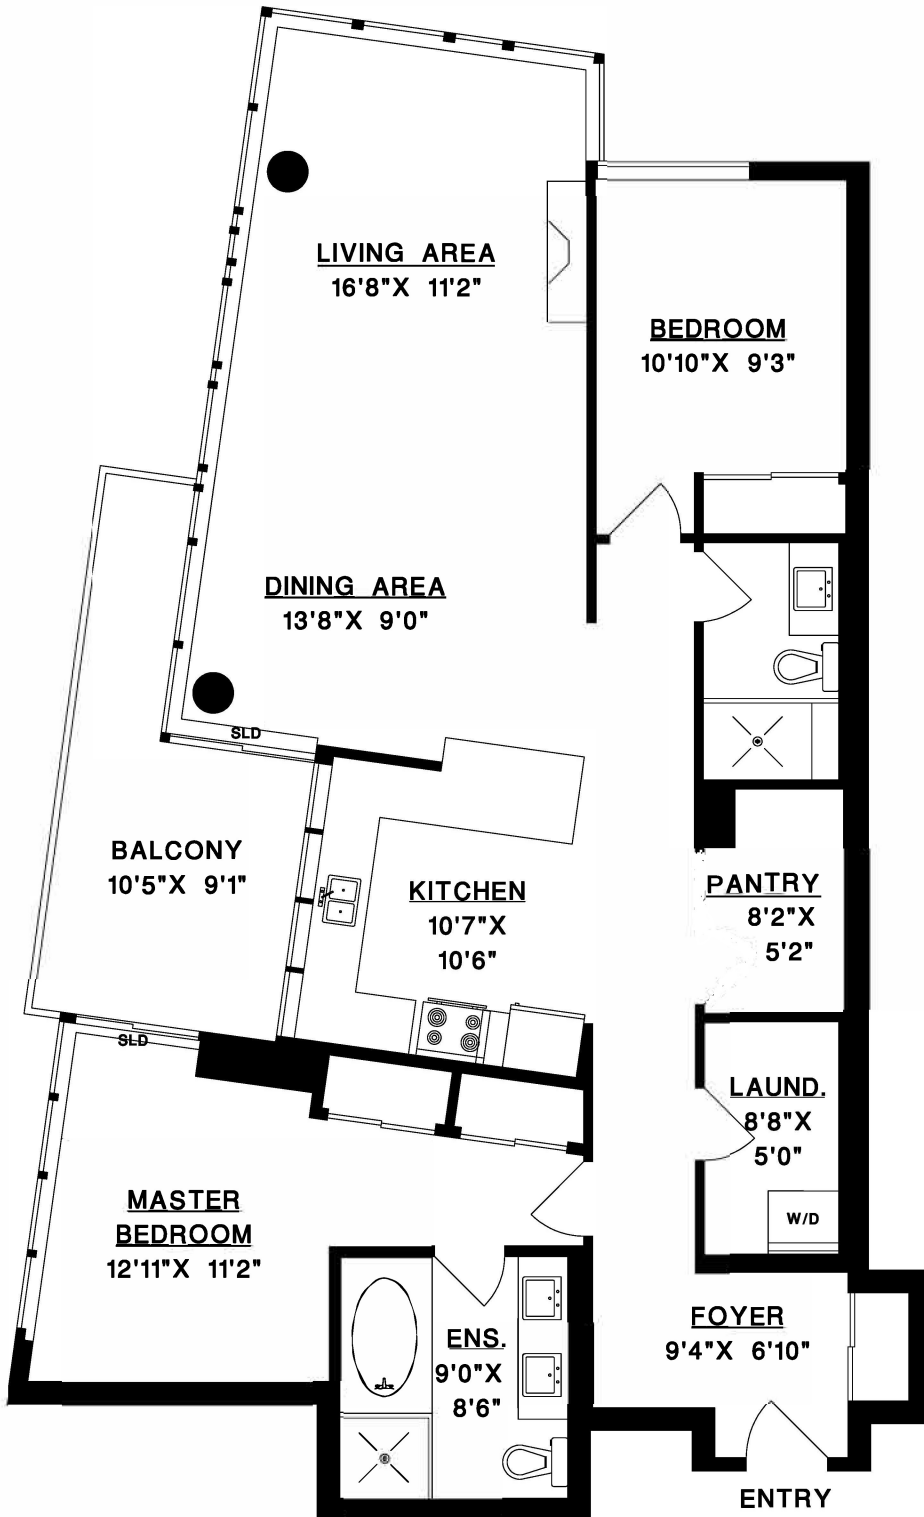 LIVING AREA
16'8"X 11'2"
BEDROOM
10'10"X 9'3"
DINING AREA
13'8"X 9'0"
SLD
BALCONY
10'5"X 9'1"
KITCHEN
10'7"X
10'6"
PANTRY
8'2"X
5'2"
SLD
LAUND.
8'8"X
5'0"
W/D
MASTER
BEDROOM
12'11"X 11'2"
ENS.
9'0"X
8'6"
FOYER
9'4"X 6'10"
ENTRY